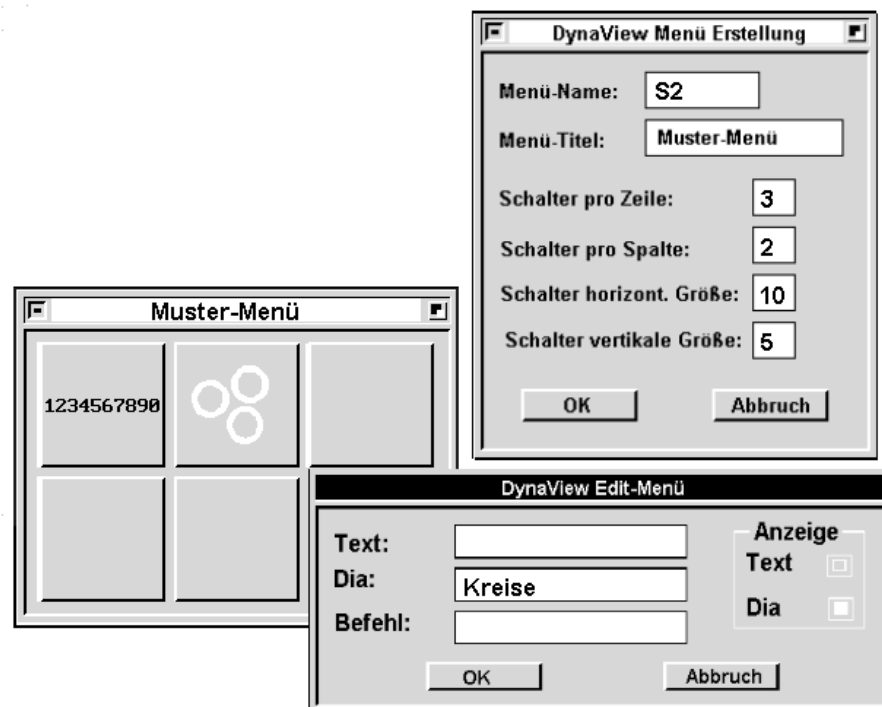 DynaView Menü Erstellung
Menü-Name: S2
Menü-Titel: Muster-Menü
Schalter pro Zeile: 3
Schalter pro Spalte: 2
Schalter horizont. Größe: 10
Schalter vertikale Größe: 5
OK Abbruch
Muster-Menü
1234567890
DynaView Edit-Menü
Text:
Dia: Kreise
Befehl:
Anzeige
Text
Dia
OK Abbruch